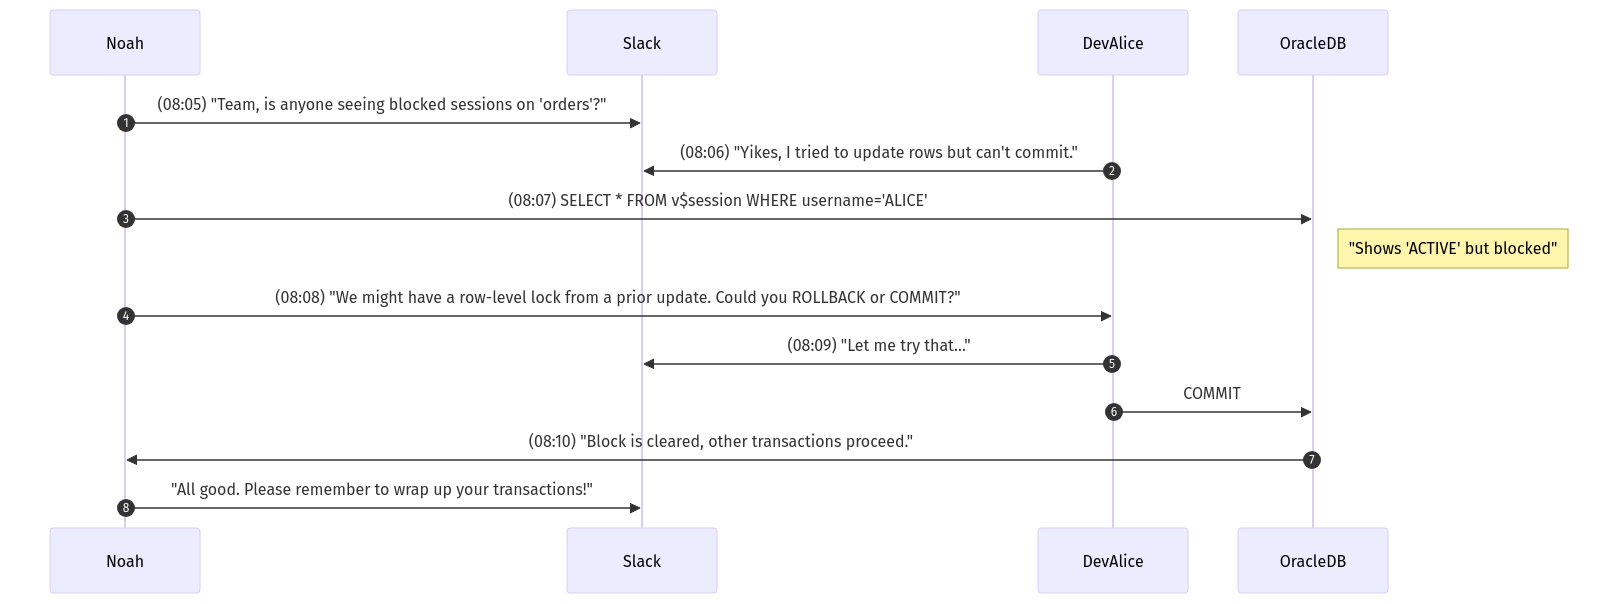 Noah
Slack
DevAlice
OracleDB
(08:05) "Team, is anyone seeing blocked sessions on 'orders'?"
1
(08:06) "Yikes, I tried to update rows but can't commit."
2
(08:07) SELECT * FROM v$session WHERE username='ALICE'
3
"Shows 'ACTIVE' but blocked"
(08:08) "We might have a row-level lock from a prior update. Could you ROLLBACK or COMMIT?"
4
(08:09) "Let me try that..."
5
COMMIT
6
(08:10) "Block is cleared, other transactions proceed."
7
"All good. Please remember to wrap up your transactions!"
8
Noah
Slack
DevAlice
OracleDB